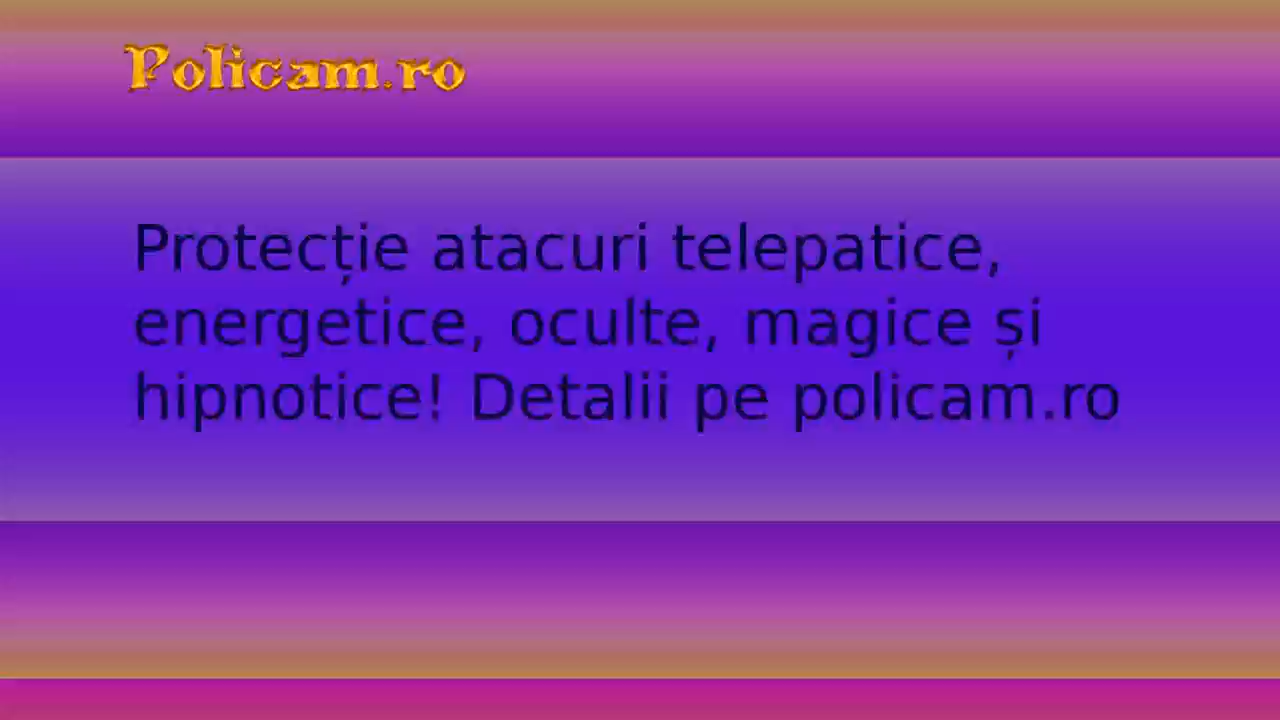 Policam.ro
Protecție atacuri telepatice,
energetice, oculte, magice și
hipnotice! Detalii pe policam.ro